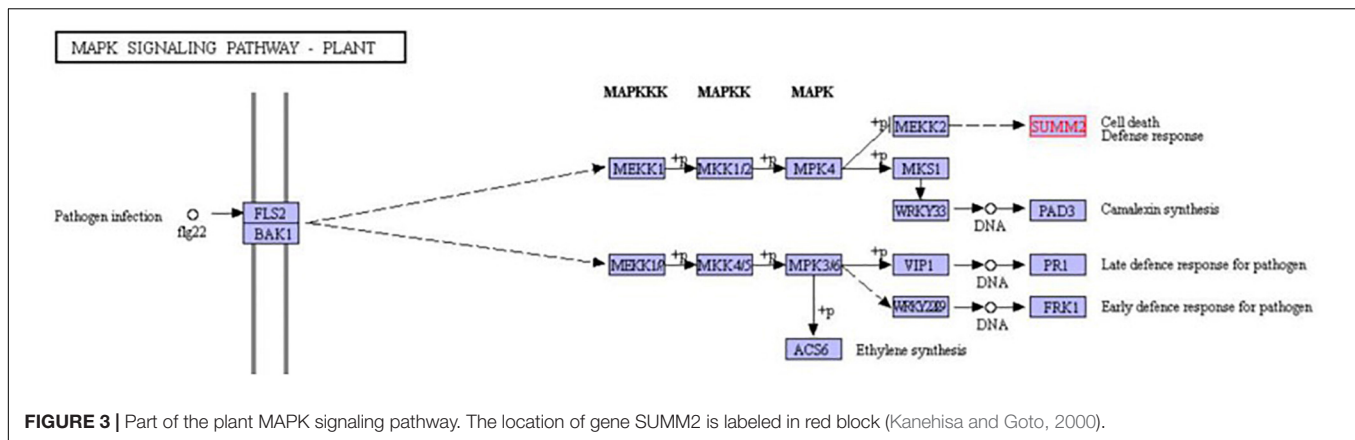 MAPK SIGNALING PATHWAY - PLANT
MAPKKK MAPKK MAPK
+p MEKK2 SUMM2 Cell death
Defense response
MEKK1 +p MKK1/2 +p MPK4 +p MKS1
Pathogen infection flg22 FLS2
BAK1
WRKY33 DNA PAD3 Camalexin synthesis
MEKK1/9 +p MKK4/5 +p MPK3/6 +p VIP1 DNA PR1 Late defence response for pathogen
+p DNA FRK1 Early defence response for pathogen
ACS6 Ethylene synthesis
FIGURE 3 | Part of the plant MAPK signaling pathway. The location of gene SUMM2 is labeled in red block (Kanehisa and Goto, 2000).